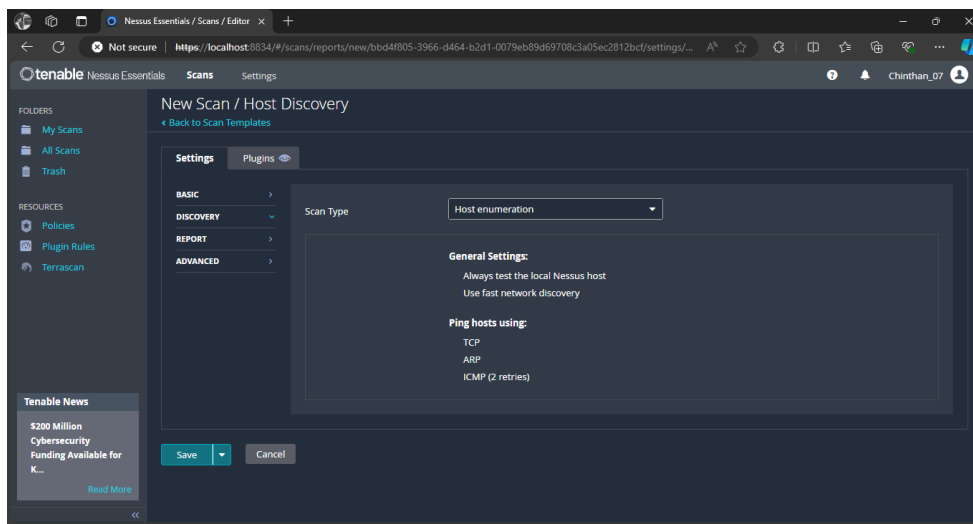 Nessus Essentials / Scans / Editor
Not secure
https://localhost:8834/#/scans/reports/new/bbd4f805-3966-d464-b2d1-0079eb89d69708c3a05ec2812bcf/settings/...
tenable Nessus Essentials
Scans
Settings
Chinthan_07
FOLDERS
My Scans
All Scans
Trash
RESOURCES
Policies
Plugin Rules
Terrascan
Tenable News
$200 Million
Cybersecurity
Funding Available for
K...
Read More
New Scan / Host Discovery
Back to Scan Templates
Settings
Plugins
BASIC
DISCOVERY
REPORT
ADVANCED
Scan Type
Host enumeration
General Settings:
Always test the local Nessus host
Use fast network discovery
Ping hosts using:
TCP
ARP
ICMP (2 retries)
Save
Cancel